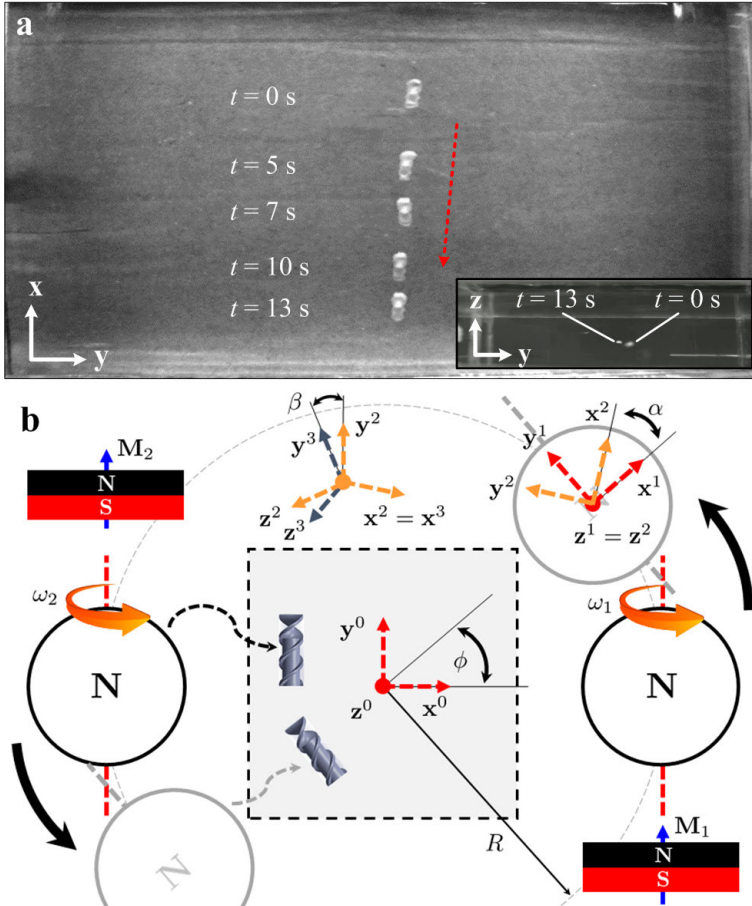 a
t = 0 s
t = 5 s
t = 7 s
t = 10 s
t = 13 s
x
y
z
y
t = 13 s
t = 0 s
b
M₂
N
S
β
y³
y²
z²
z³
x² = x³
x²
α
y¹
y²
x¹
z¹ = z²
ω₂
N
y⁰
ϕ
z⁰
x⁰
ω₁
N
R
M₁
N
S
N